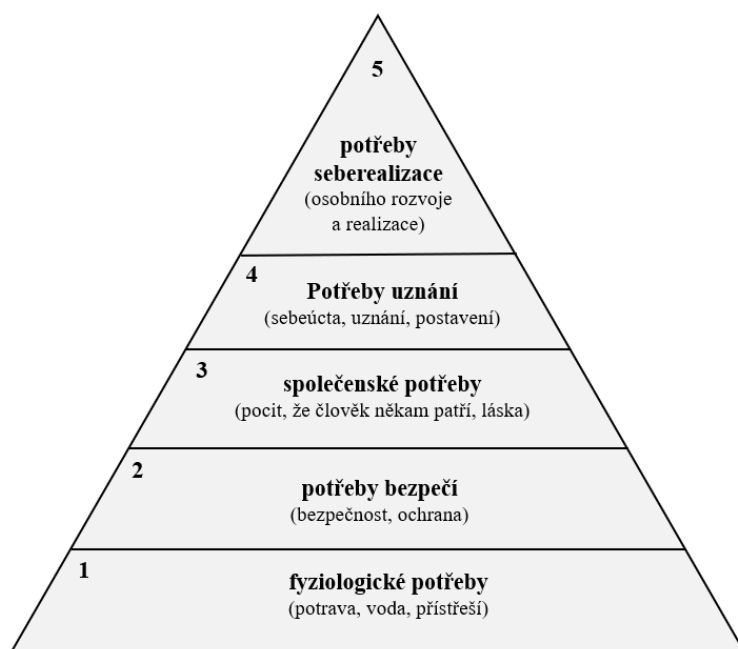 5
potřeby
seberealizace
(osobního rozvoje
a realizace)
4
Potřeby uznání
(sebeúcta, uznání, postavení)
3
společenské potřeby
(pocit, že člověk někam patří, láska)
2
potřeby bezpečí
(bezpečnost, ochrana)
1
fyziologické potřeby
(potrava, voda, přístřeší)